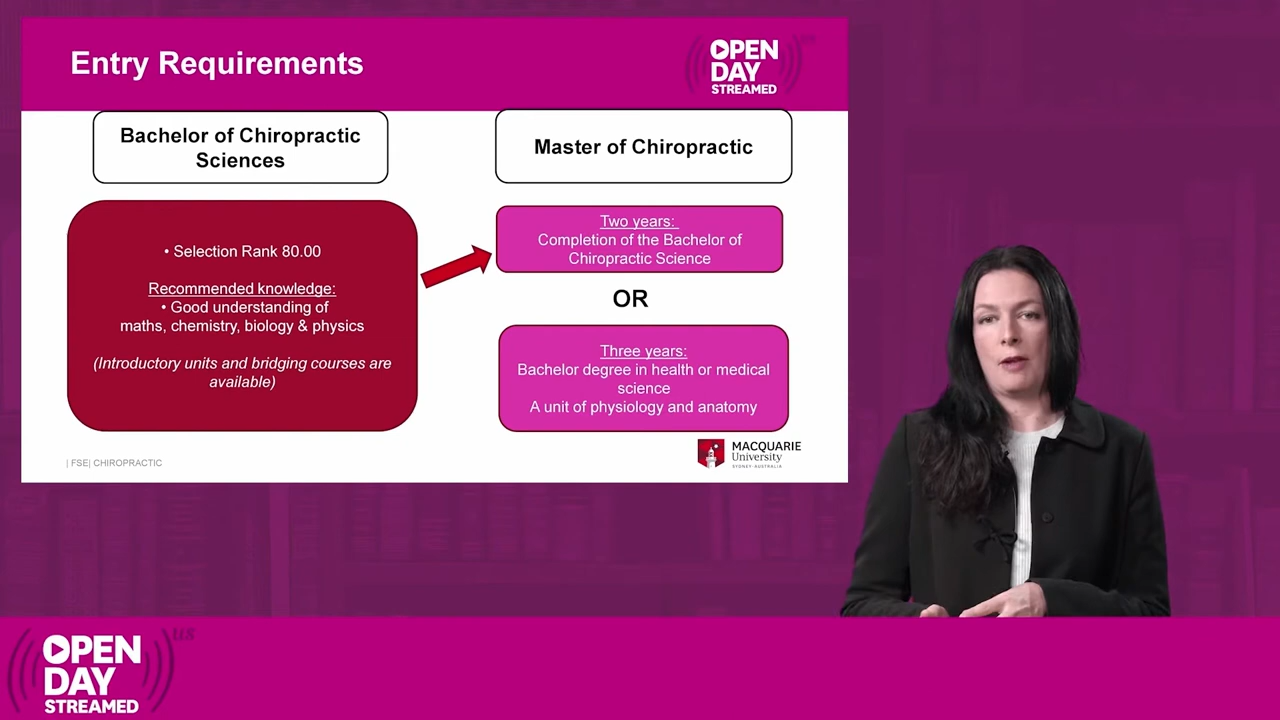 Entry Requirements
OPEN
DAY
STREAMED
Bachelor of Chiropractic
Sciences
Master of Chiropractic
• Selection Rank 80.00
Recommended knowledge:
• Good understanding of
maths, chemistry, biology & physics
(Introductory units and bridging courses are
available)
Two years:
Completion of the Bachelor of
Chiropractic Science
OR
Three years:
Bachelor degree in health or medical
science
A unit of physiology and anatomy
| FSE| CHIROPRACTIC
MACQUARIE
University
SYDNEY·AUSTRALIA
OPEN
DAY
STREAMED
us